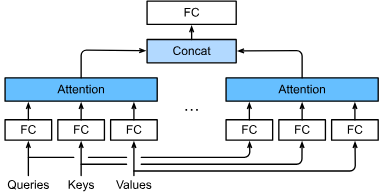 FC
Concat
Attention Attention
...
FC FC FC FC FC FC
Queries Keys Values